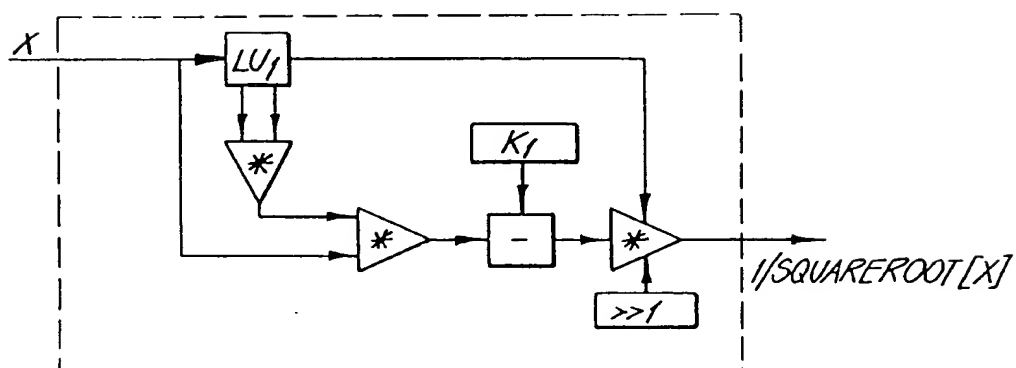 X
LU1
*
K1
*
-
*
1/SQUAREROOT[X]
>>1